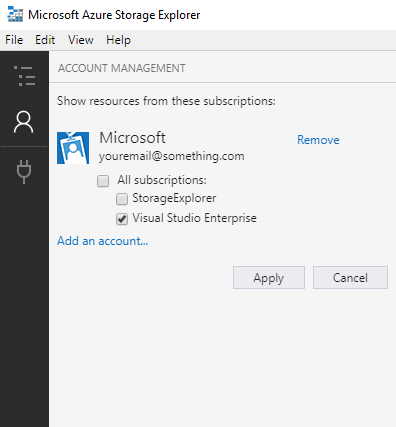 Microsoft Azure Storage Explorer
File Edit View Help
ACCOUNT MANAGEMENT
Show resources from these subscriptions:
Microsoft Remove
youremail@something.com
All subscriptions:
StorageExplorer
Visual Studio Enterprise
Add an account...
Apply Cancel